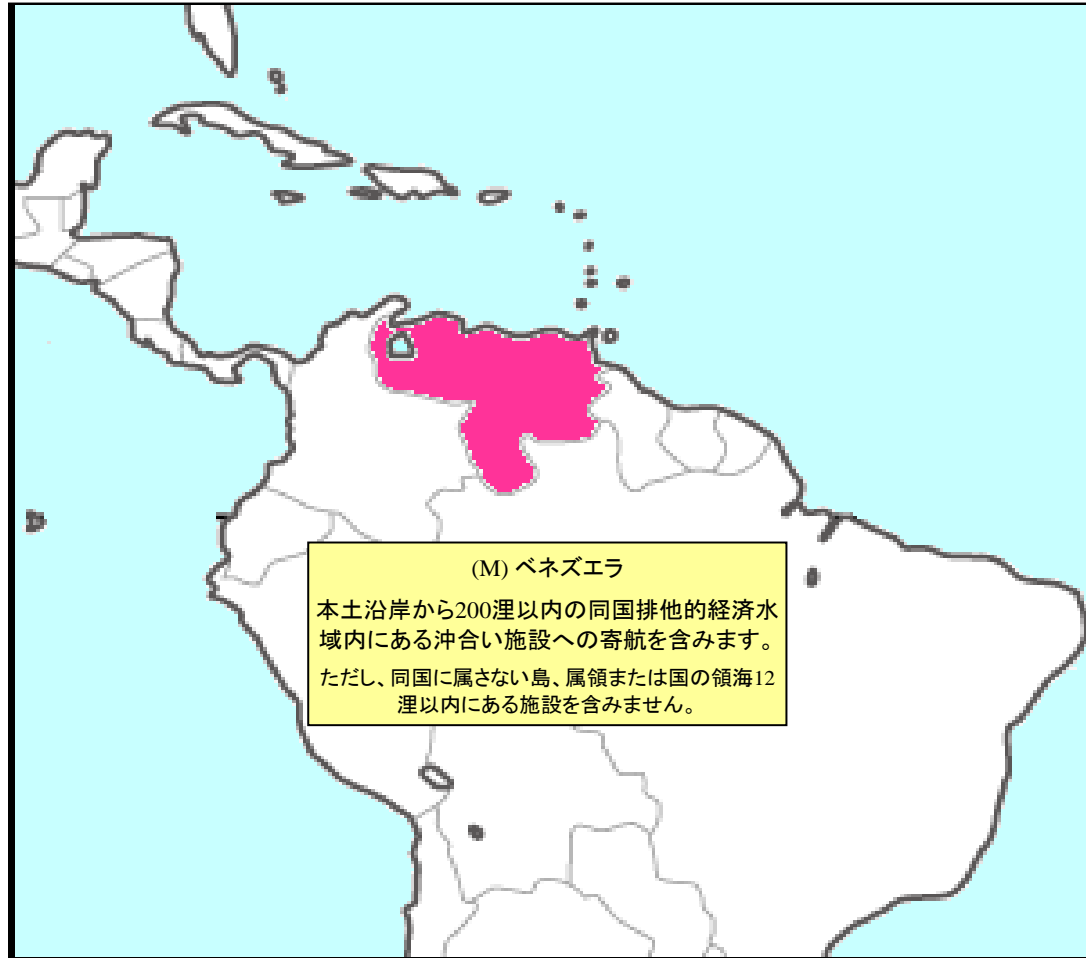 (M) ベネズエラ
本土沿岸から200浬以内の同国排他的経済水
域内にある沖合い施設への寄航を含みます。
ただし、同国に属さない島、属領または国の領海12
浬以内にある施設を含みません。